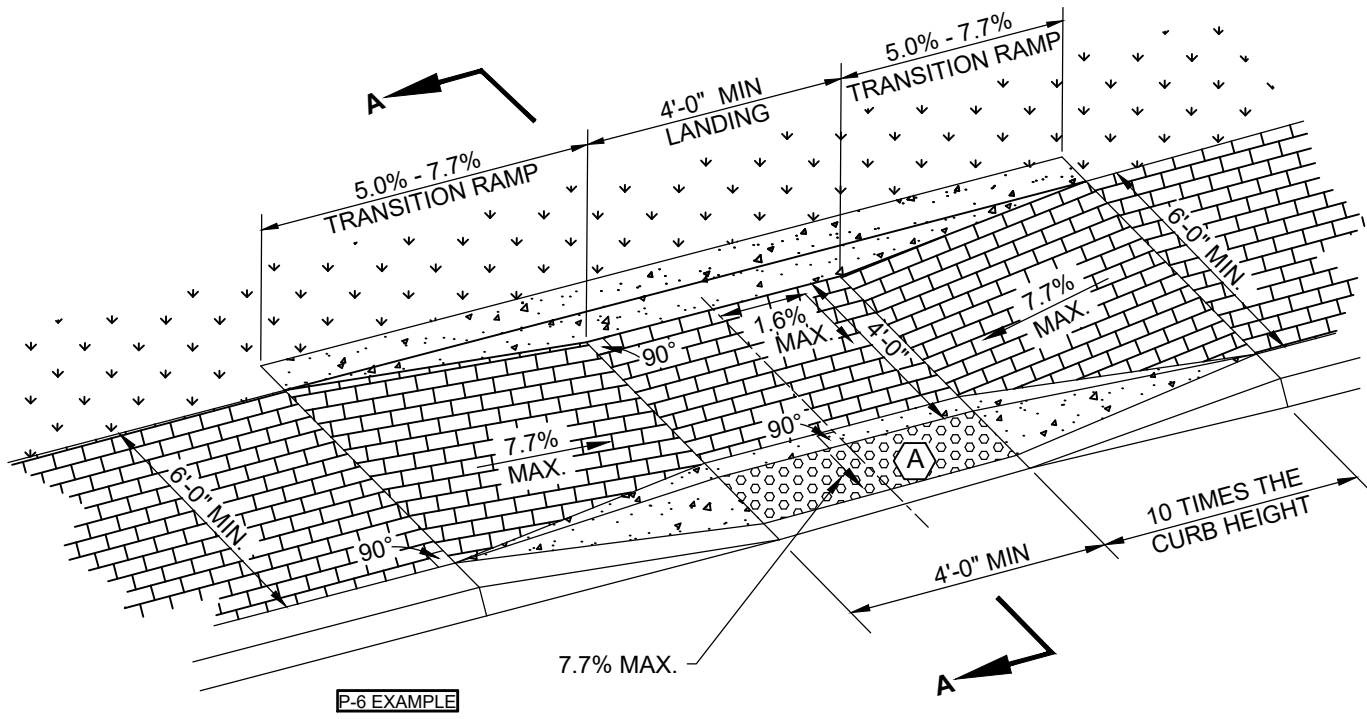 5.0% - 7.7%
TRANSITION RAMP
4'-0" MIN
LANDING
A
5.0% - 7.7%
TRANSITION RAMP
6'-0" MIN
7.7%
MAX.
1.6%
MAX
4'-0"
90°
90°
7.7%
MAX.
A
6'-0" MIN.
90°
10 TIMES THE
CURB HEIGHT
4'-0" MIN
7.7% MAX.
A
P-6 EXAMPLE